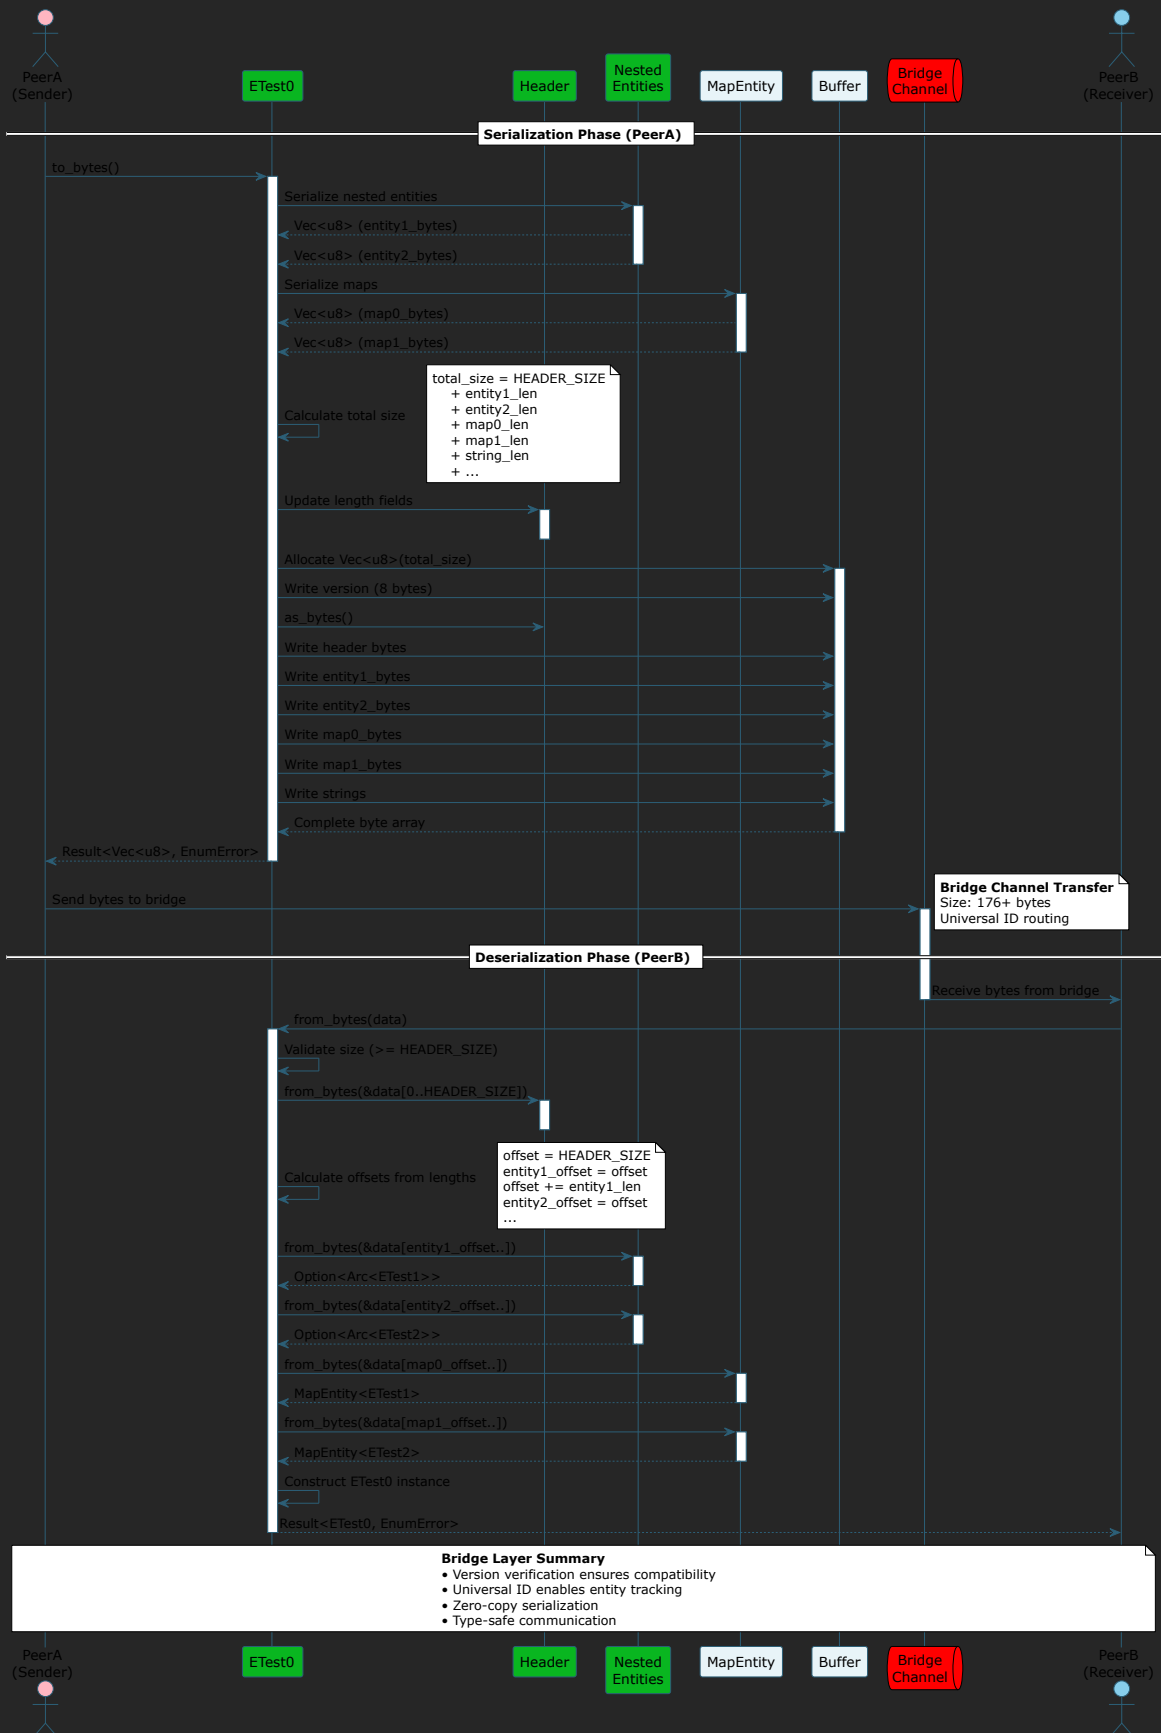 PeerA
(Sender)
ETest0
Header
Nested
Entities
MapEntity
Buffer
Bridge
Channel
PeerB
(Receiver)
Serialization Phase (PeerA)
to_bytes()
Serialize nested entities
Vec<u8> (entity1_bytes)
Vec<u8> (entity2_bytes)
Serialize maps
Vec<u8> (map0_bytes)
Vec<u8> (map1_bytes)
Calculate total size
total_size = HEADER_SIZE
+ entity1_len
+ entity2_len
+ map0_len
+ map1_len
+ string_len
+ ...
Update length fields
Allocate Vec<u8>(total_size)
Write version (8 bytes)
as_bytes()
Write header bytes
Write entity1_bytes
Write entity2_bytes
Write map0_bytes
Write map1_bytes
Write strings
Complete byte array
Result<Vec<u8>, EnumError>
Send bytes to bridge
Bridge Channel Transfer
Size: 176+ bytes
Universal ID routing
Deserialization Phase (PeerB)
Receive bytes from bridge
from_bytes(data)
Validate size (>= HEADER_SIZE)
from_bytes(&data[0..HEADER_SIZE])
Calculate offsets from lengths
offset = HEADER_SIZE
entity1_offset = offset
offset += entity1_len
entity2_offset = offset
...
from_bytes(&data[entity1_offset..])
Option<Arc<ETest1>>
from_bytes(&data[entity2_offset..])
Option<Arc<ETest2>>
from_bytes(&data[map0_offset..])
MapEntity<ETest1>
from_bytes(&data[map1_offset..])
MapEntity<ETest2>
Construct ETest0 instance
Result<ETest0, EnumError>
Bridge Layer Summary
• Version verification ensures compatibility
• Universal ID enables entity tracking
• Zero-copy serialization
• Type-safe communication
PeerA
(Sender)
ETest0
Header
Nested
Entities
MapEntity
Buffer
Bridge
Channel
PeerB
(Receiver)